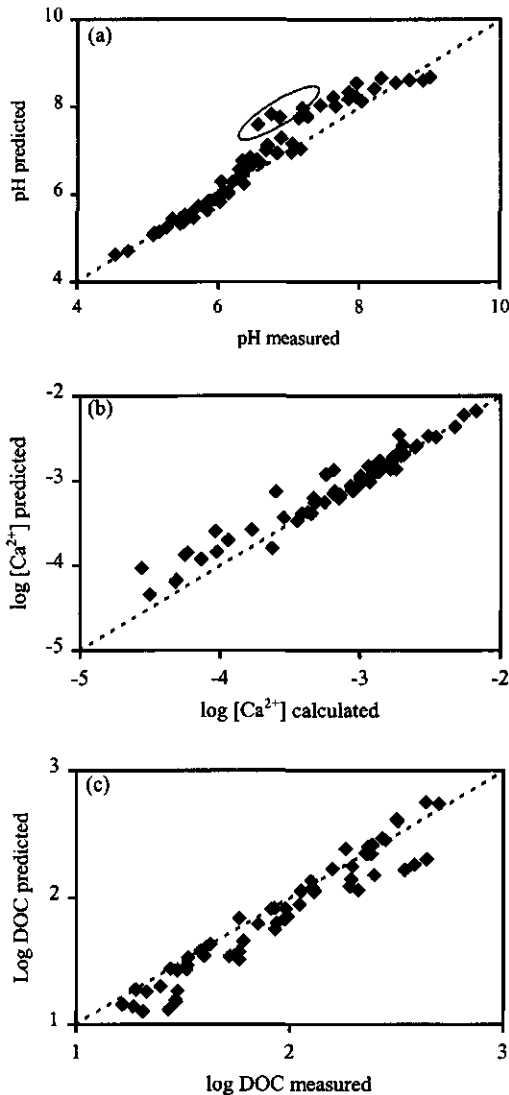 (a)
10
8
6
4
pH predicted
4
6
8
10
pH measured
(b)
-2
-3
-4
-5
log [Ca²⁺] predicted
-5
-4
-3
-2
log [Ca²⁺] calculated
(c)
3
2
1
Log DOC predicted
1
2
3
log DOC measured